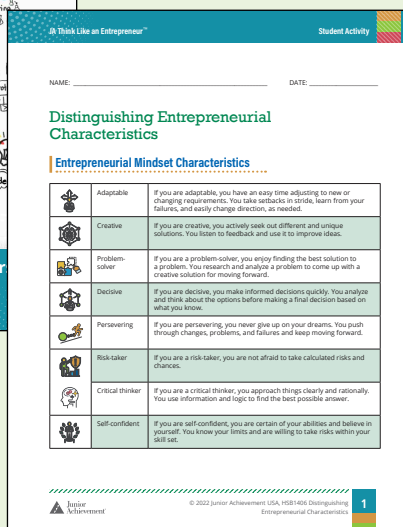 JA Think Like an Entrepreneur™
Student Activity
NAME:
DATE:
Distinguishing Entrepreneurial
Characteristics
Entrepreneurial Mindset Characteristics
Adaptable
If you are adaptable, you have an easy time adjusting to new or
changing requirements. You take setbacks in stride, learn from your
failures, and easily change direction, as needed.
Creative
If you are creative, you actively seek out different and unique
solutions. You listen to feedback and use it to improve ideas.
Problem-
solver
If you are a problem-solver, you enjoy finding the best solution to
a problem. You research and analyze a problem to come up with a
creative solution for moving forward.
Decisive
If you are decisive, you make informed decisions quickly. You analyze
and think about the options before making a final decision based on
what you know.
Persevering
If you are persevering, you never give up on your dreams. You push
through changes, problems, and failures and keep moving forward.
Risk-taker
If you are a risk-taker, you are not afraid to take calculated risks and
chances.
Critical thinker
If you are a critical thinker, you approach things clearly and rationally.
You use information and logic to find the best possible answer.
Self-confident
If you are self-confident, you are certain of your abilities and believe in
yourself. You know your limits and are willing to take risks within your
skill set.
Junior
Achievement™
© 2022 Junior Achievement USA, HSB1406 Distinguishing
Entrepreneurial Characteristics
1